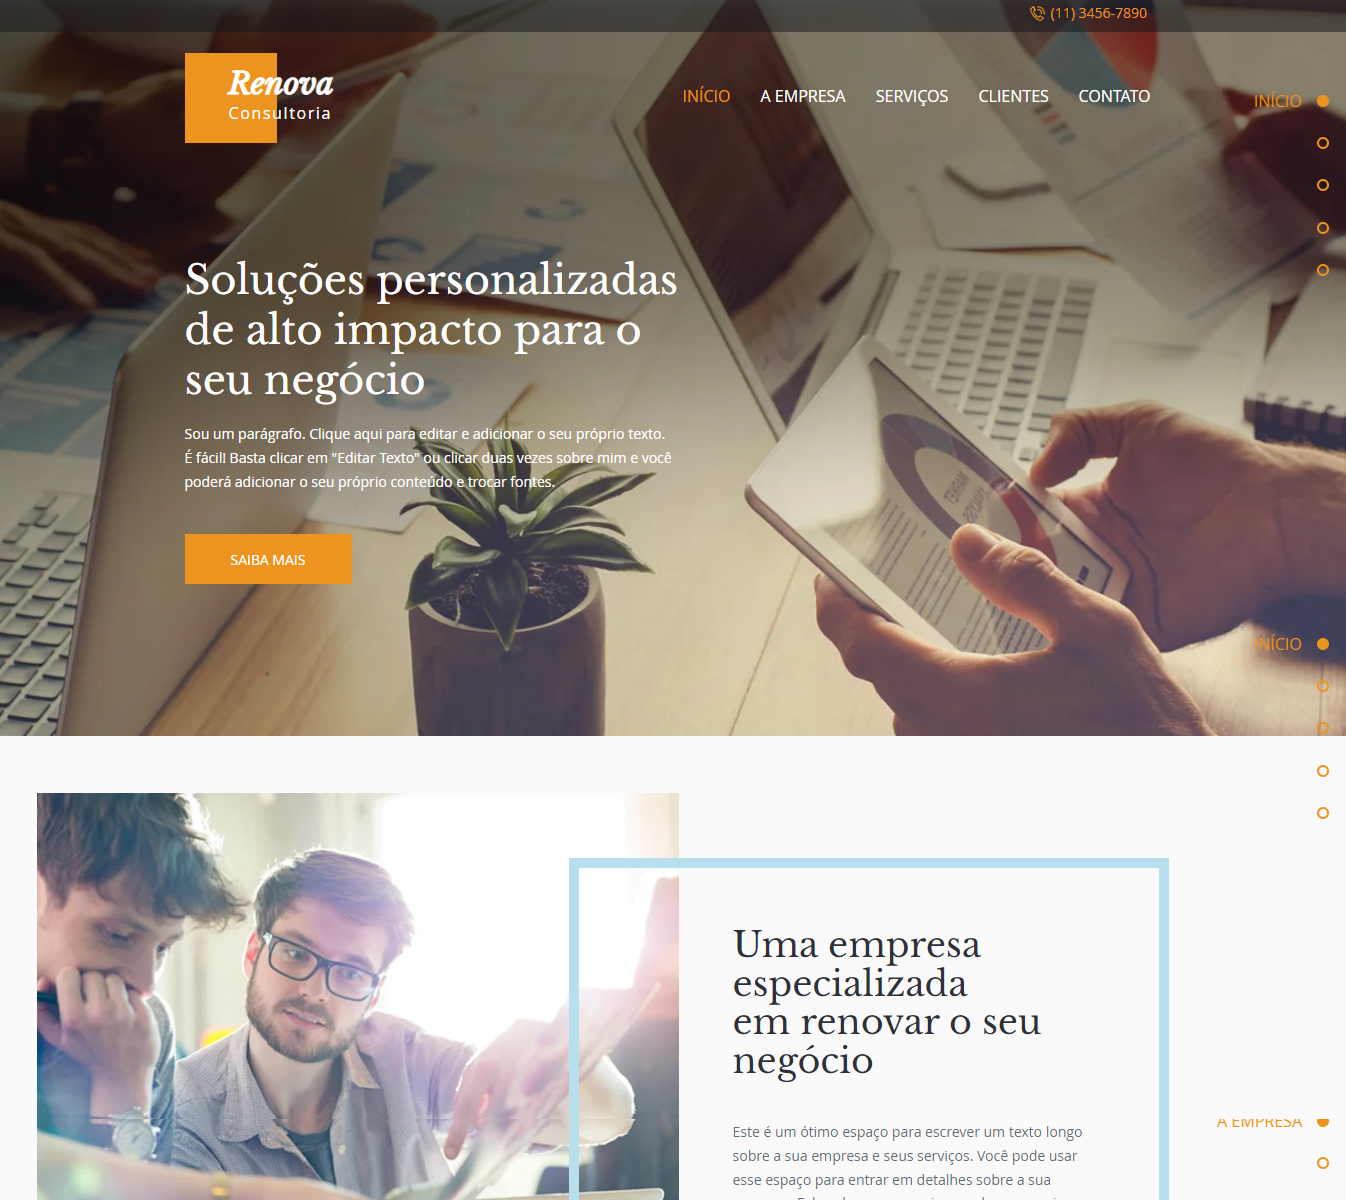 (11) 3456-7890
Renova
Consultoria
INÍCIO A EMPRESA SERVIÇOS CLIENTES CONTATO
INÍCIO
Soluções personalizadas
de alto impacto para o
seu negócio
Sou um parágrafo. Clique aqui para editar e adicionar o seu próprio texto.
É fácil! Basta clicar em "Editar Texto" ou clicar duas vezes sobre mim e você
poderá adicionar o seu próprio conteúdo e trocar fontes.
SAIBA MAIS
INÍCIO
Uma empresa
especializada
em renovar o seu
negócio
A EMPRESA
Este é um ótimo espaço para escrever um texto longo
sobre a sua empresa e seus serviços. Você pode usar
esse espaço para entrar em detalhes sobre a sua